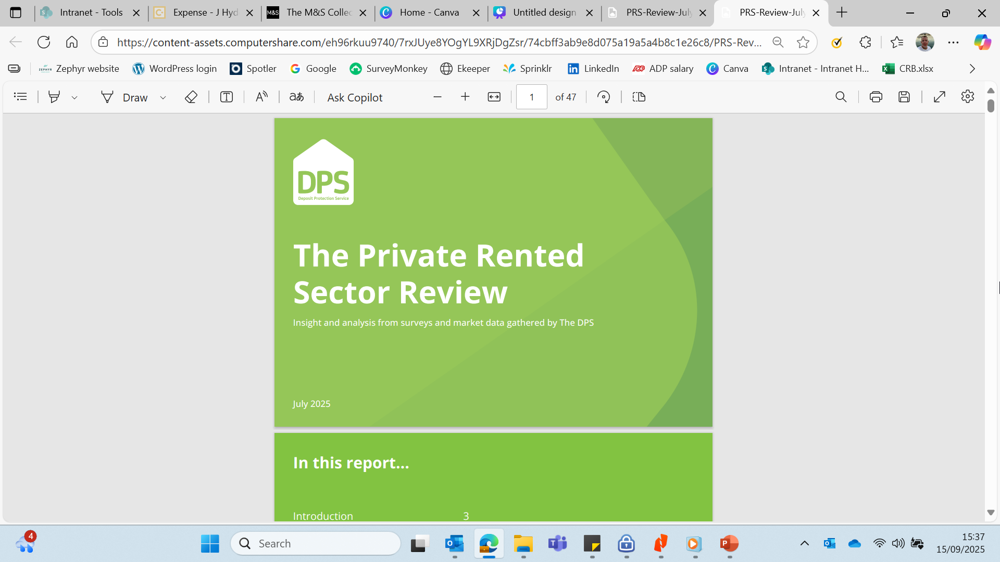 Intranet - Tools
Expense - J Hyd
M&S
The M&S Collec
Home - Canva
Untitled design
PRS-Review-July
PRS-Review-July
https://content-assets.computershare.com/eh96rkuu9740/7rxJUye8YOgYL9XRjDgZsr/74cbff3ab9e8d075a19a5a4b8c1e26c8/PRS-Rev...
ZEPHYR
Zephyr website
WordPress login
Spotler
Google
SurveyMonkey
Ekeeper
Sprinklr
LinkedIn
ADP salary
Canva
Intranet - Intranet H...
CRB.xlsx
Draw
Ask Copilot
1
of 47
DPS
Deposit Protection Service
The Private Rented
Sector Review
Insight and analysis from surveys and market data gathered by The DPS
July 2025
In this report...
Introduction 3
4
Search
15:37
15/09/2025